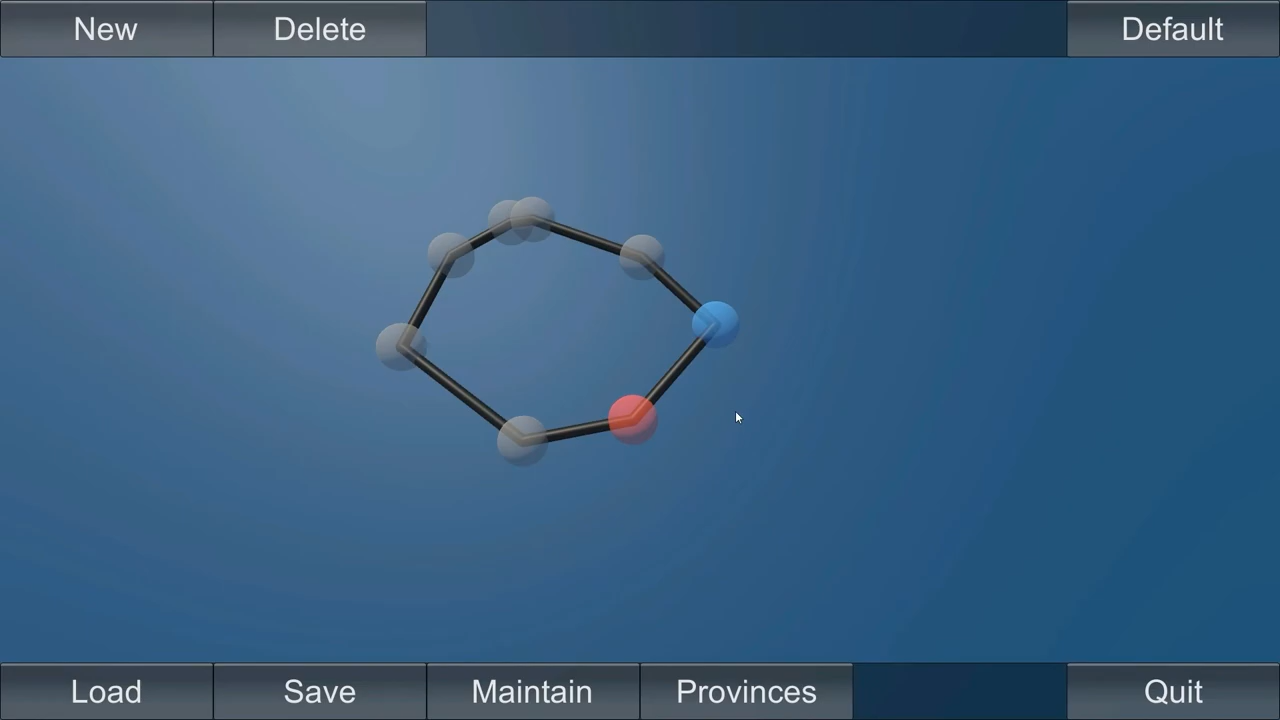 New
Delete
Default
Load
Save
Maintain
Provinces
Quit